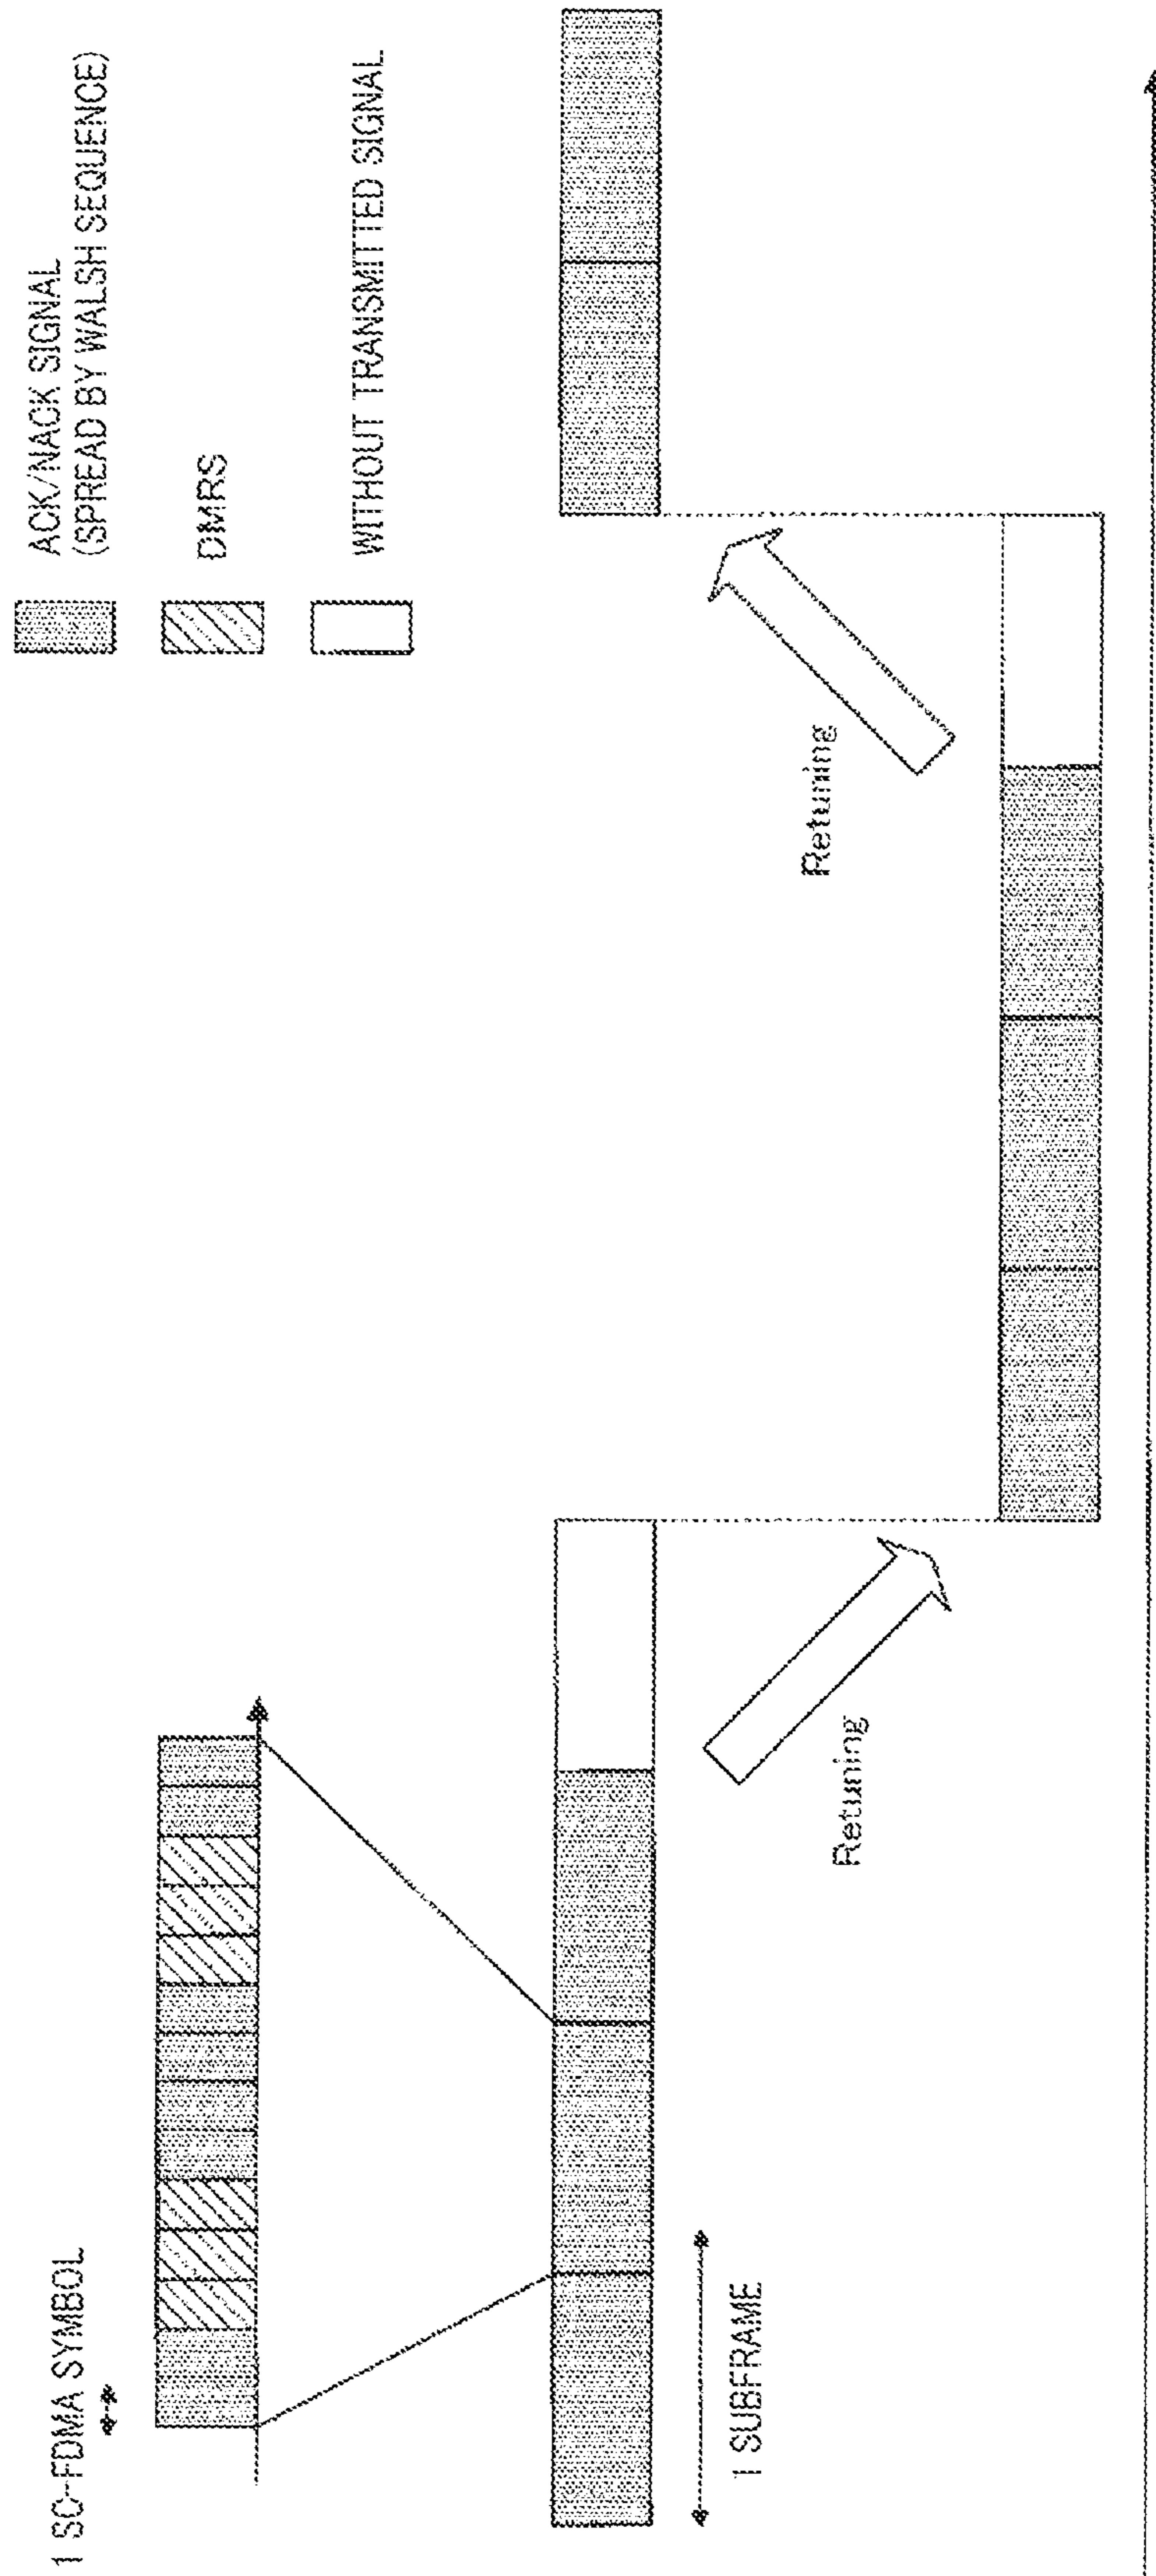 ACK/NACK SIGNAL
(SPREAD BY WALSH SEQUENCE)
DMRS
WITHOUT TRANSMITTED SIGNAL
1 SC-FDMA SYMBOL
1 SUBFRAME
Retuning
Retuning